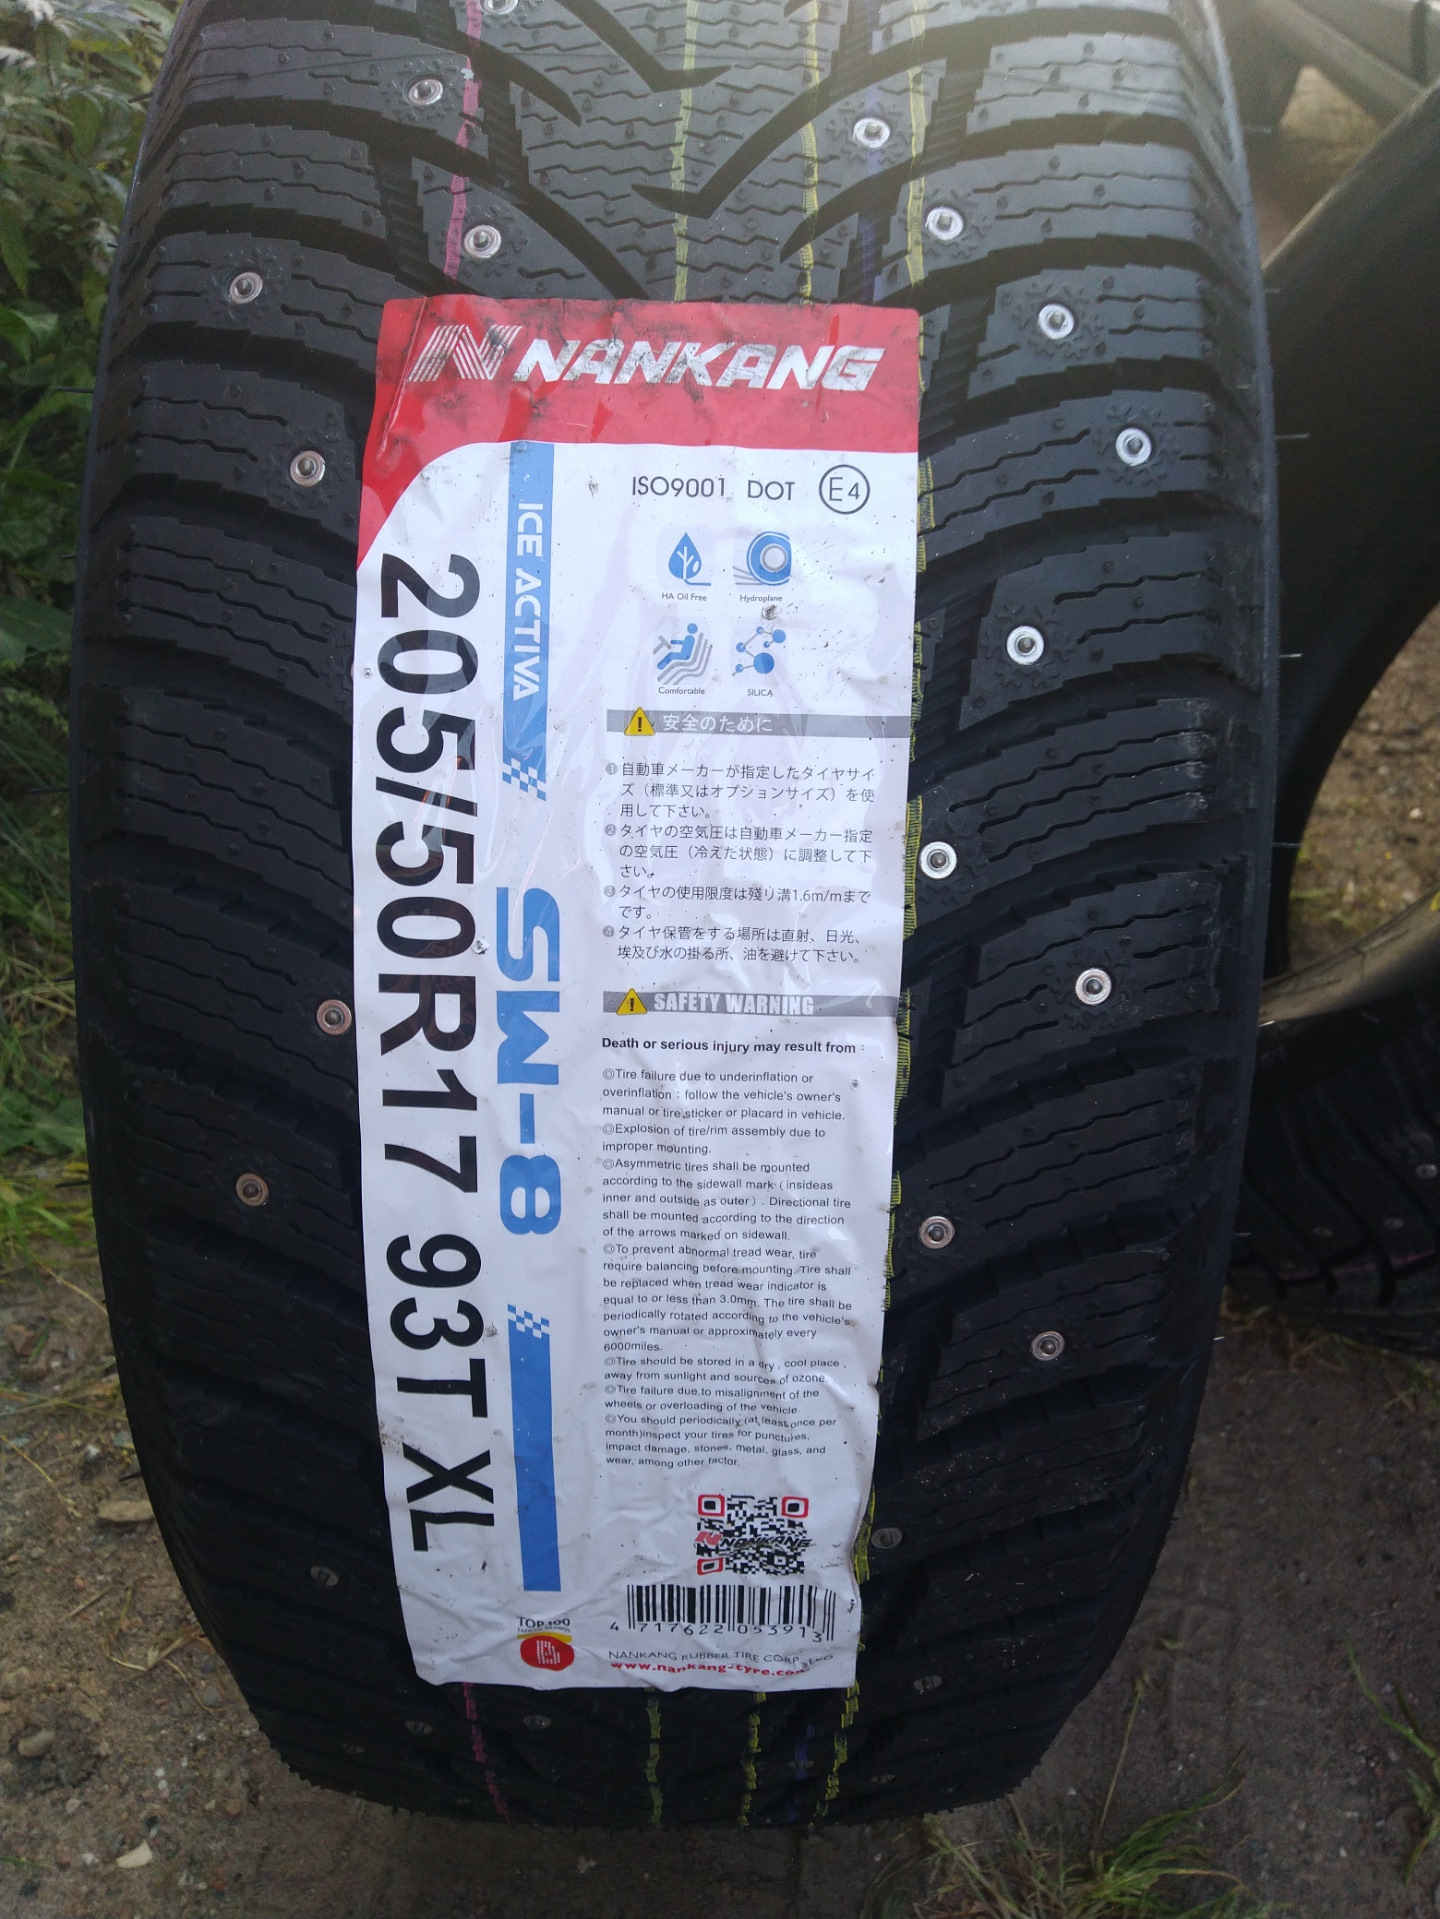 NANKANG
205/50R17 93T XL
ICE ACTIVA
SW-8
ISO9001 DOT E4
HA Oil Free
Hydroplane
Comfortable
SILICA
安全のために
❶自動車メーカーが指定したタイヤサイ
ズ（標準又はオプションサイズ）を使
用して下さい。
❷タイヤの空気圧は自動車メーカー指定
の空気圧（冷えた状態）に調整して下
さい。
❸タイヤの使用限度は残り溝1.6m/mまで
です。
❹タイヤ保管をする場所は直射、日光、
埃及び水の掛る所、油を避けて下さい。
SAFETY WARNING
Death or serious injury may result from :
◎Tire failure due to underinflation or
overinflation : follow the vehicle's owner's
manual or tire sticker or placard in vehicle.
◎Explosion of tire/rim assembly due to
improper mounting.
◎Asymmetric tires shall be mounted
according to the sidewall mark (insideas
inner and outside as outer). Directional tire
shall be mounted according to the direction
of the arrows marked on sidewall.
◎To prevent abnormal tread wear, tire
require balancing before mounting. Tire shall
be replaced when tread wear indicator is
equal to or less than 3.0mm. The tire shall be
periodically rotated according to the vehicle's
owner's manual or approximately every
6000miles.
◎Tire should be stored in a dry, cool place,
away from sunlight and sources of ozone.
◎Tire failure due to misalignment of the
wheels or overloading of the vehicle.
◎You should periodically (at least once per
month)inspect your tires for punctures,
impact damage, stones, metal, glass, and
wear, among other factor.
NANKANG
4 717622 053913
TOP 100
NANKANG RUBBER TIRE CORP., LTD
www.nankang-tyre.com